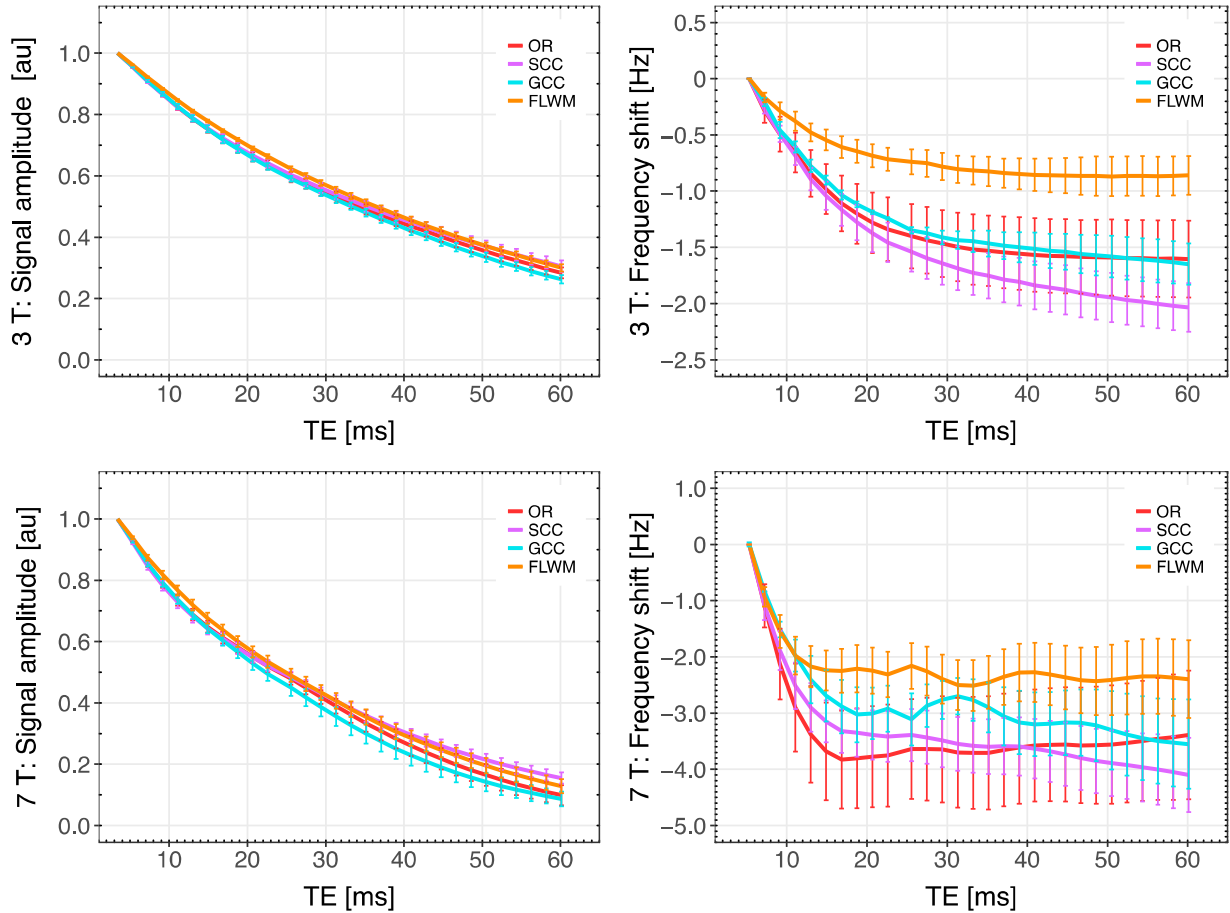 3 T: Signal amplitude [au]
1.0
0.8
0.6
0.4
0.2
0.0
OR
SCC
GCC
FLWM
10 20 30 40 50 60
TE [ms]
3 T: Frequency shift [Hz]
0.5
0
−0.5
−1.0
−1.5
−2.0
−2.5
OR
SCC
GCC
FLWM
10 20 30 40 50 60
TE [ms]
7 T: Signal amplitude [au]
1.0
0.8
0.6
0.4
0.2
0.0
OR
SCC
GCC
FLWM
10 20 30 40 50 60
TE [ms]
7 T: Frequency shift [Hz]
1.0
0
−1.0
−2.0
−3.0
−4.0
−5.0
OR
SCC
GCC
FLWM
10 20 30 40 50 60
TE [ms]